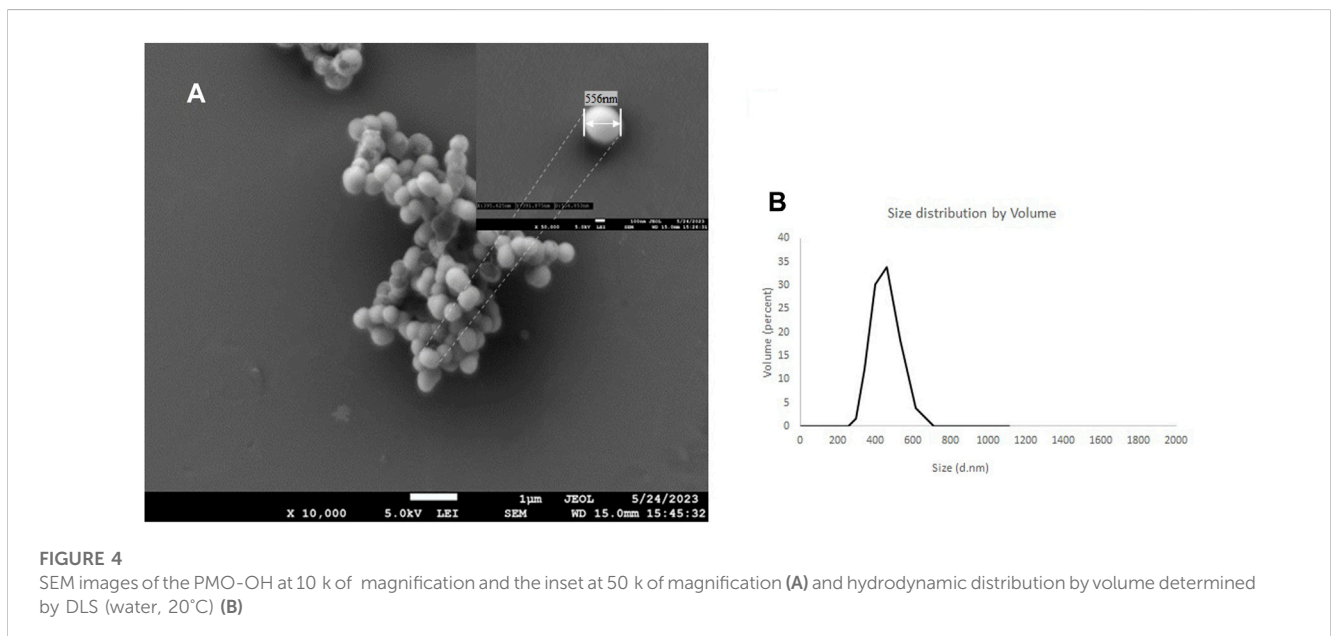 A
556nm
X 50,000 5.0kV LEI 100nm JEOL SEM 5/24/2023 WD 15.0mm
X 10,000 5.0kV LEI 1μm JEOL SEM 5/24/2023 WD 15.0mm 15:45:32
B
Size distribution by Volume
Volume (percent)
40
35
30
25
20
15
10
5
0
0 200 400 600 800 1000 1200 1400 1600 1800 2000
Size (d.nm)
FIGURE 4
SEM images of the PMO-OH at 10 k of magnification and the inset at 50 k of magnification (A) and hydrodynamic distribution by volume determined
by DLS (water, 20°C) (B)